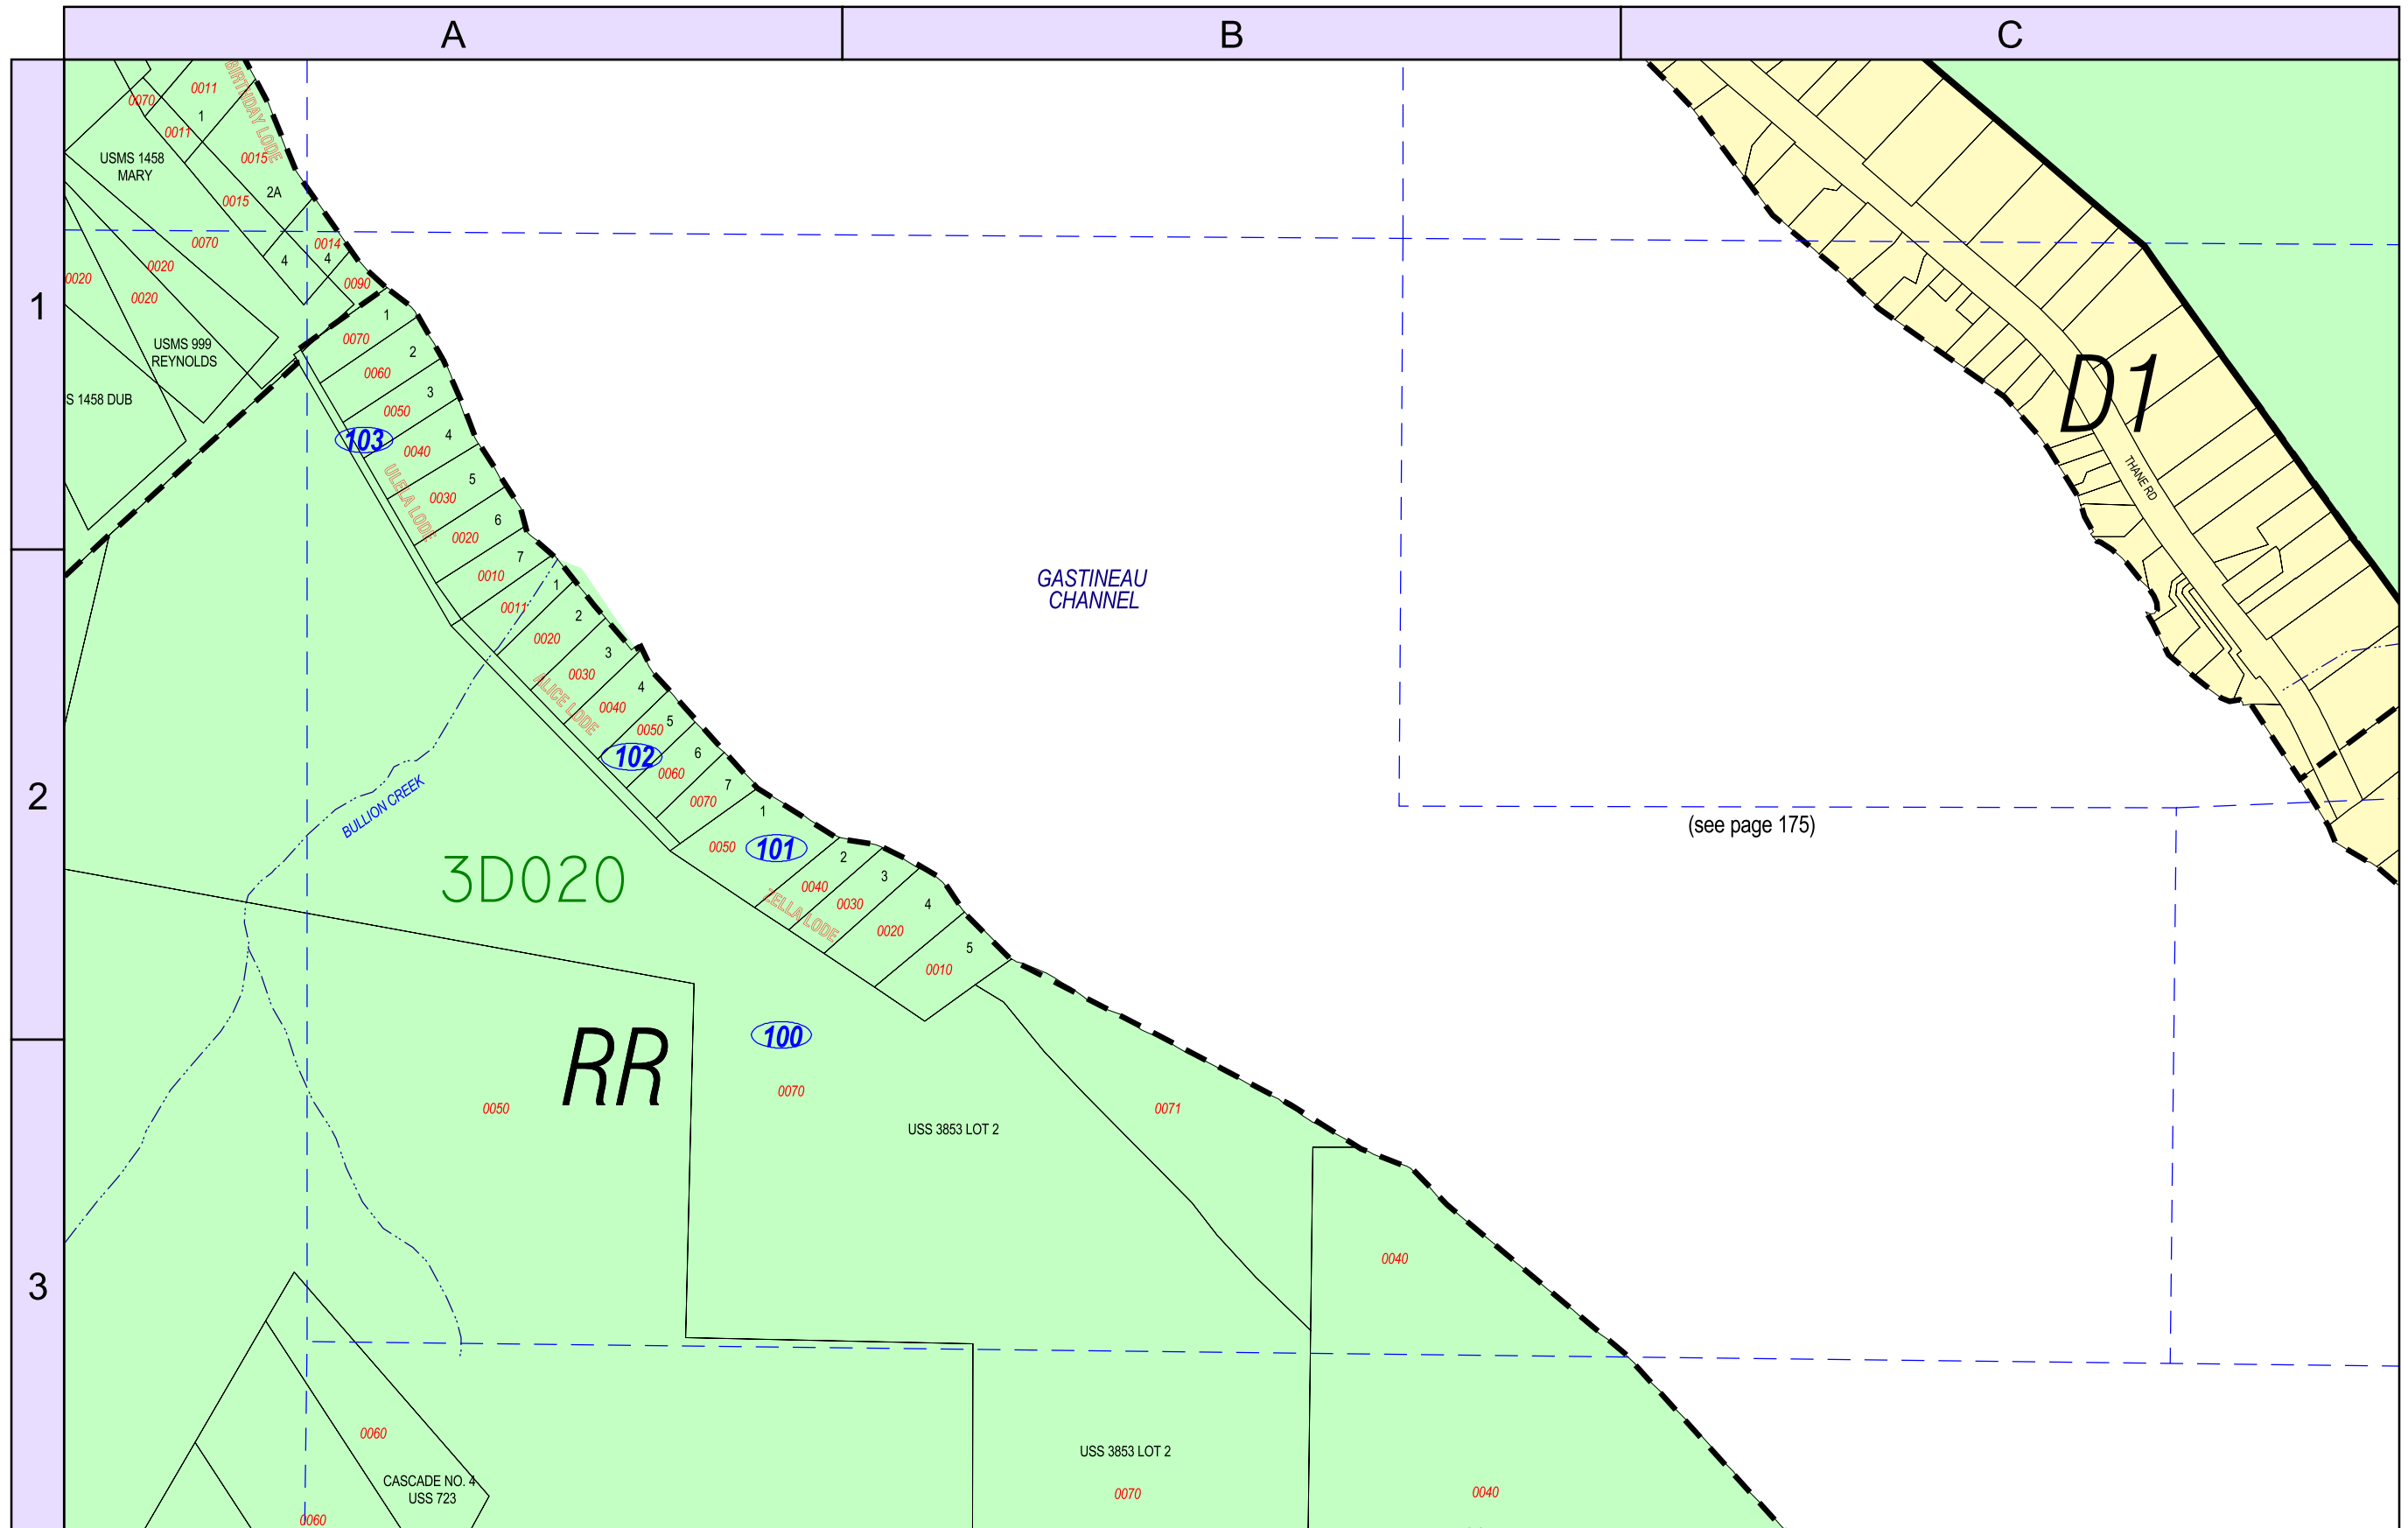 A
B
C
1
2
3
BIRTHDAY LODE
0070
0011
1
0011
USMS 1458
MARY
0015
2A
0015
0014
4
4
0070
0020
0020
0020
0090
USMS 999
REYNOLDS
S 1458 DUB
1
0070
2
0060
3
0050
103
4
0040
ULELA LODE
5
0030
6
0020
7
0010
0011
1
2
0020
3
0030
ALICE LODE
4
0040
5
0050
102
6
0060
7
0070
BULLION CREEK
1
0050
101
2
0040
ZELLA LODE
3
0030
4
0020
5
0010
3D020
GASTINEAU
CHANNEL
D1
THANE RD
(see page 175)
RR
100
0050
0070
0071
USS 3853 LOT 2
0040
0060
CASCADE NO. 4
USS 723
0060
USS 3853 LOT 2
0070
0040